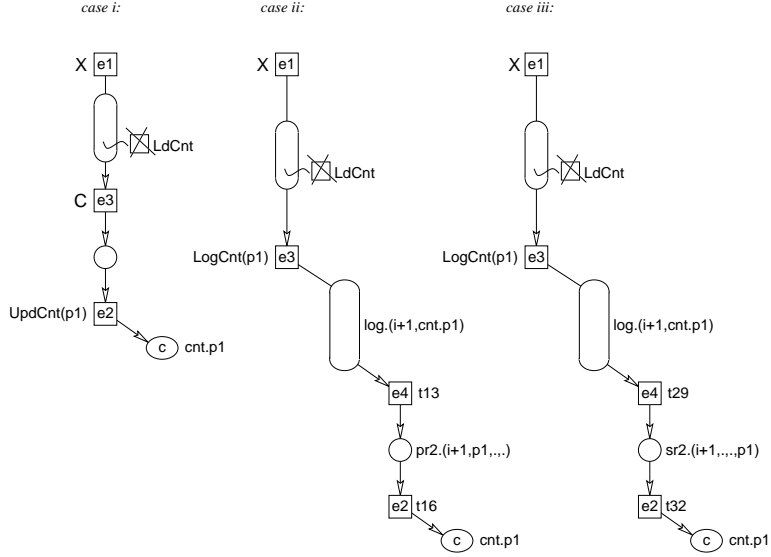 case i:
X e1
LdCnt
C e3
UpdCnt(p1) e2
c cnt.p1
case ii:
X e1
LdCnt
LogCnt(p1) e3
log.(i+1,cnt.p1)
e4 t13
pr2.(i+1,p1,.,.)
e2 t16
c cnt.p1
case iii:
X e1
LdCnt
LogCnt(p1) e3
log.(i+1,cnt.p1)
e4 t29
sr2.(i+1,.,.,p1)
e2 t32
c cnt.p1